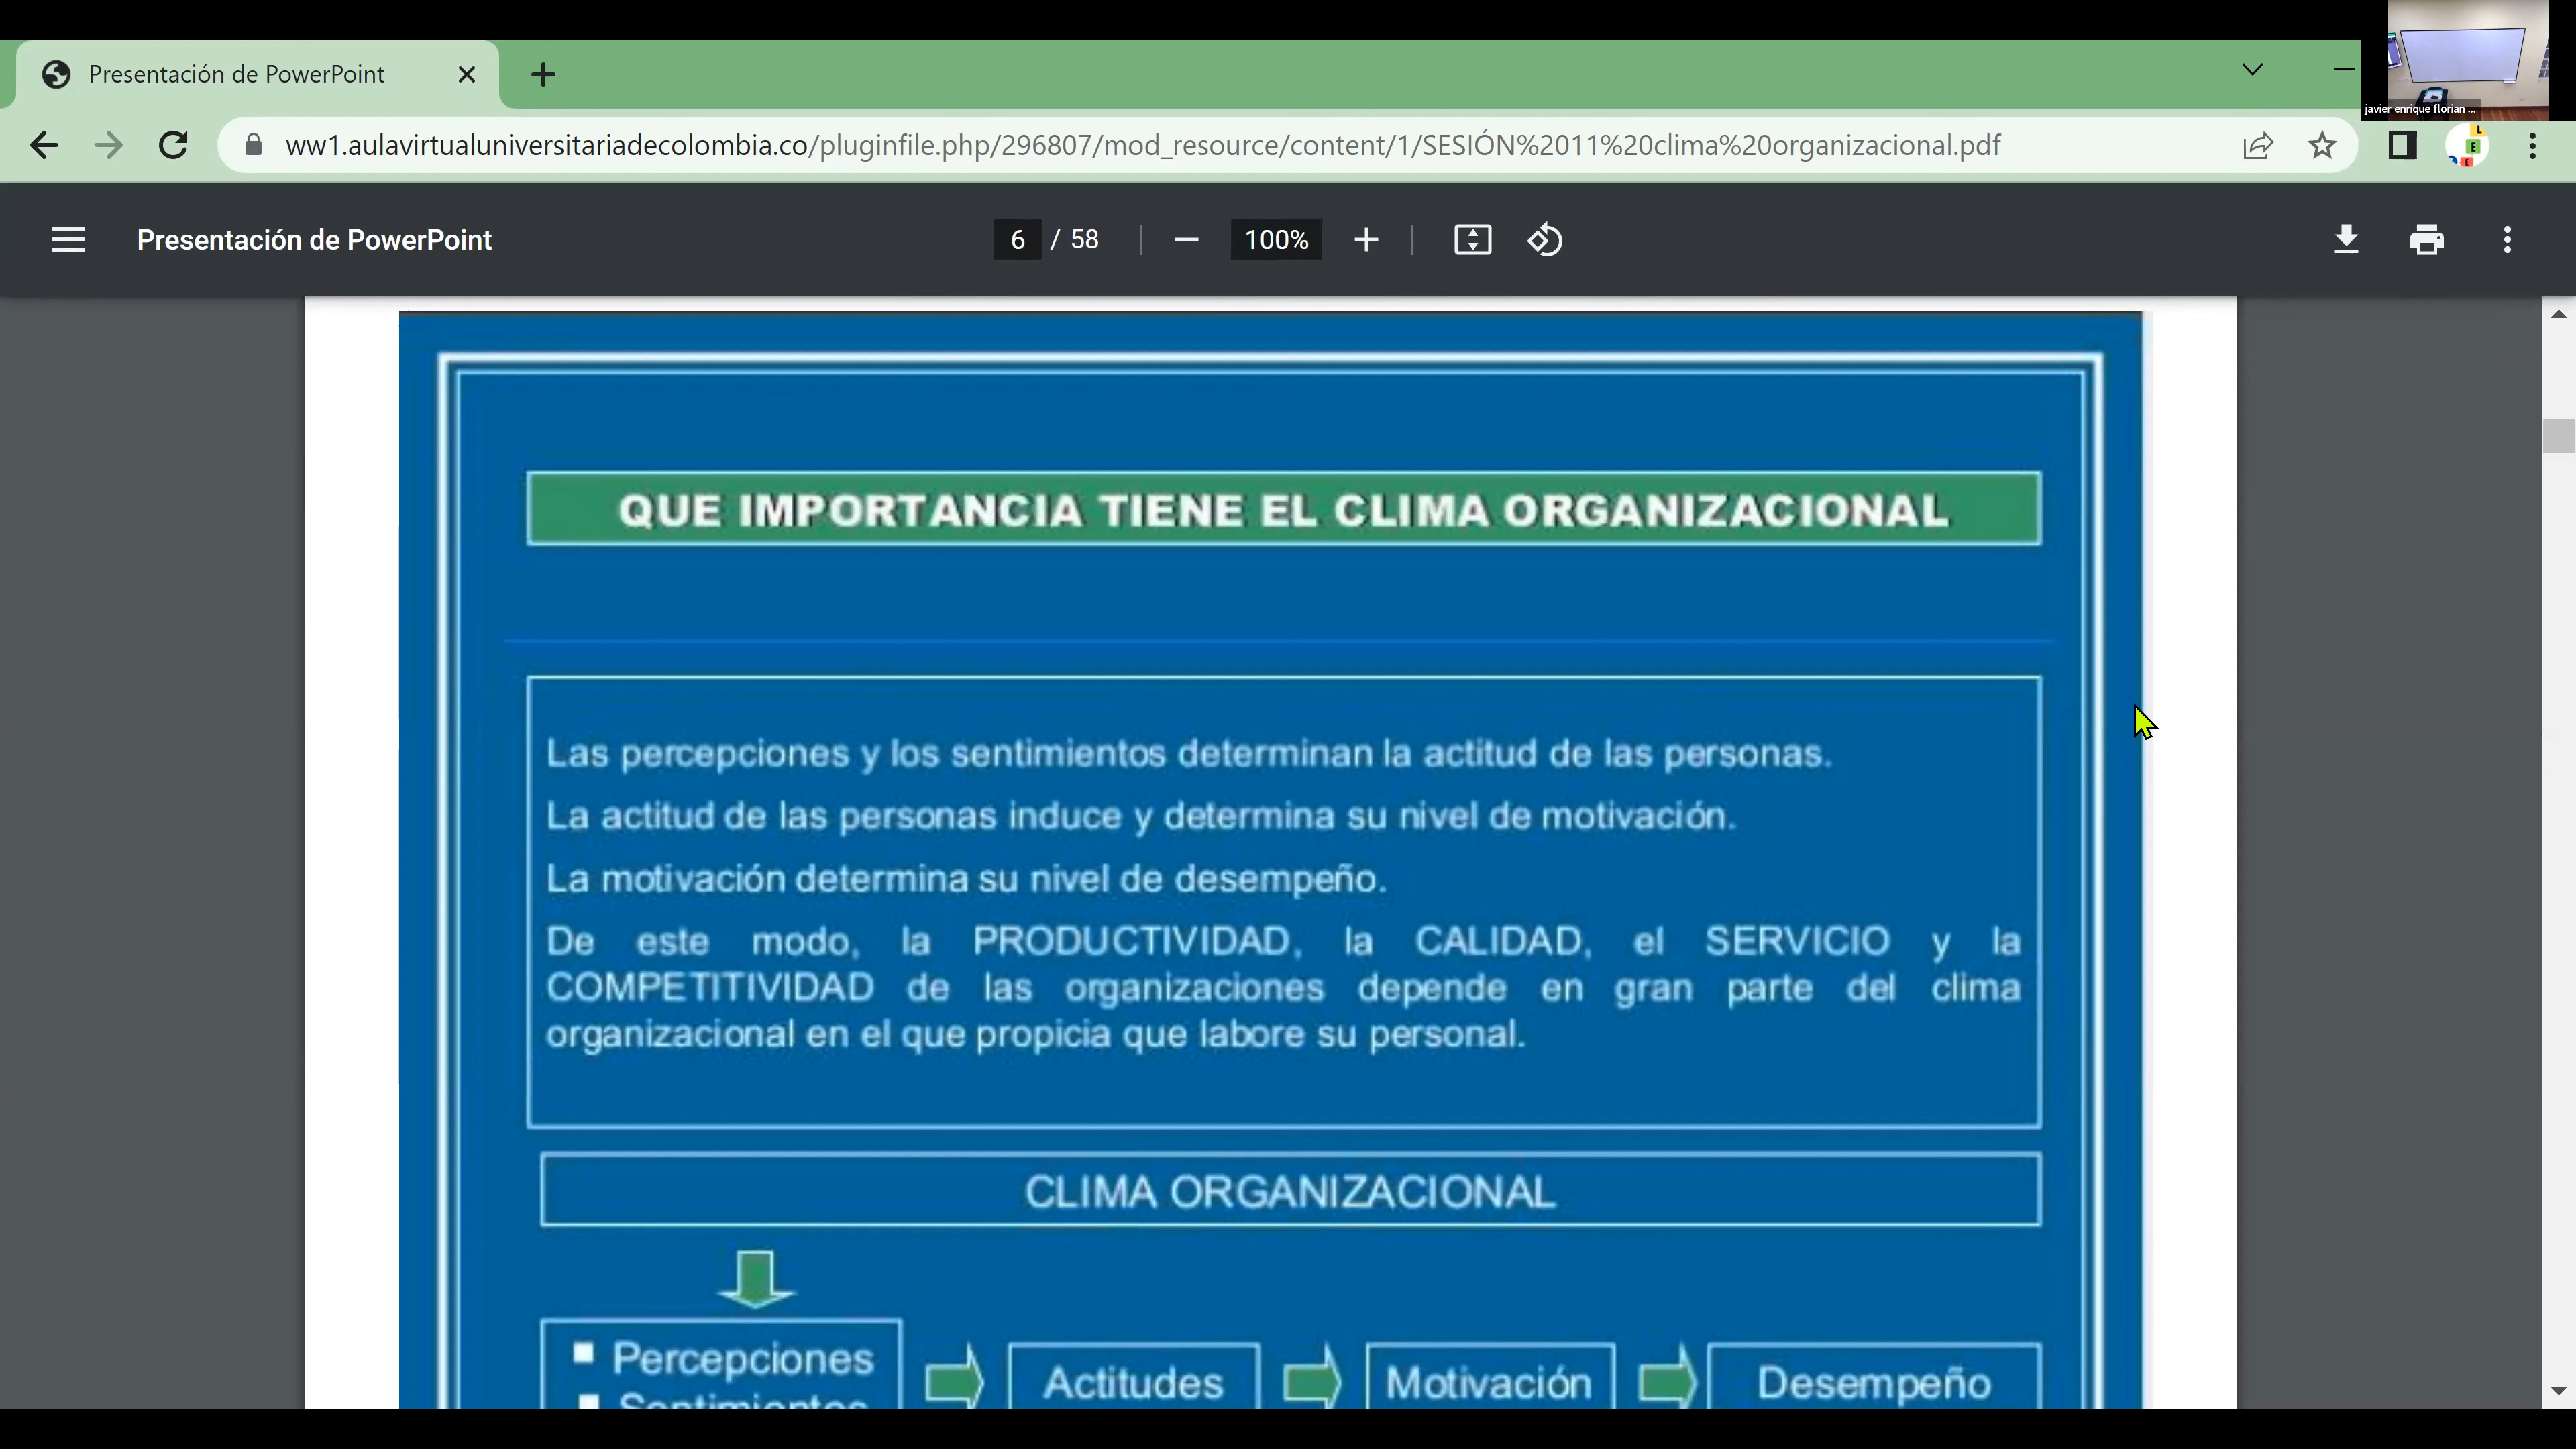 Presentación de PowerPoint
javier enrique florian ...
ww1.aulavirtualuniversitariadecolombia.co/pluginfile.php/296807/mod_resource/content/1/SESIÓN%2011%20clima%20organizacional.pdf
Presentación de PowerPoint
6 / 58
100%
QUE IMPORTANCIA TIENE EL CLIMA ORGANIZACIONAL
Las percepciones y los sentimientos determinan la actitud de las personas.
La actitud de las personas induce y determina su nivel de motivación.
La motivación determina su nivel de desempeño.
De este modo, la PRODUCTIVIDAD, la CALIDAD, el SERVICIO y la
COMPETITIVIDAD de las organizaciones depende en gran parte del clima
organizacional en el que propicia que labore su personal.
CLIMA ORGANIZACIONAL
Percepciones
Sentimientos
Actitudes
Motivación
Desempeño